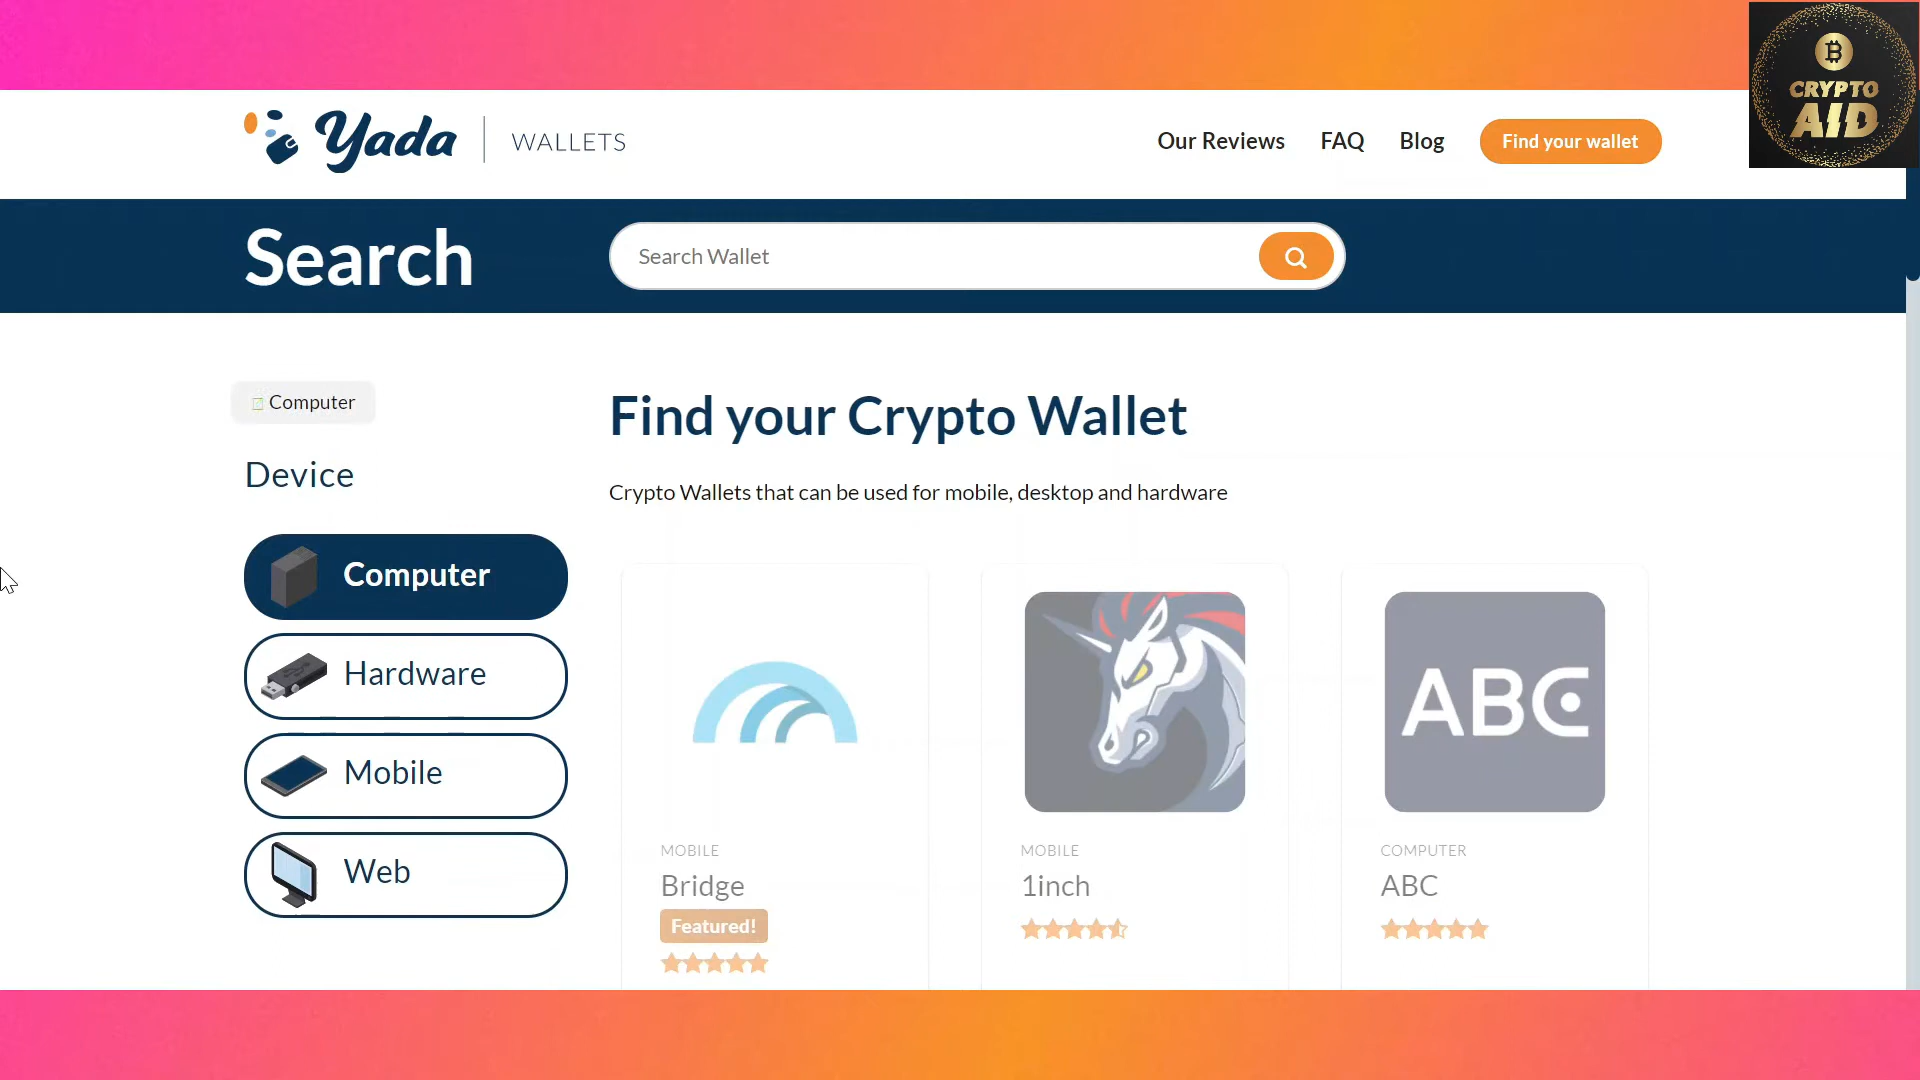 Yada
WALLETS
Our Reviews
FAQ
Blog
Find your wallet
CRYPTO
AID
Search
Search Wallet
Computer
Find your Crypto Wallet
Device
Crypto Wallets that can be used for mobile, desktop and hardware
Computer
Hardware
Mobile
Web
ABC
MOBILE
Bridge
Featured!
MOBILE
1inch
COMPUTER
ABC